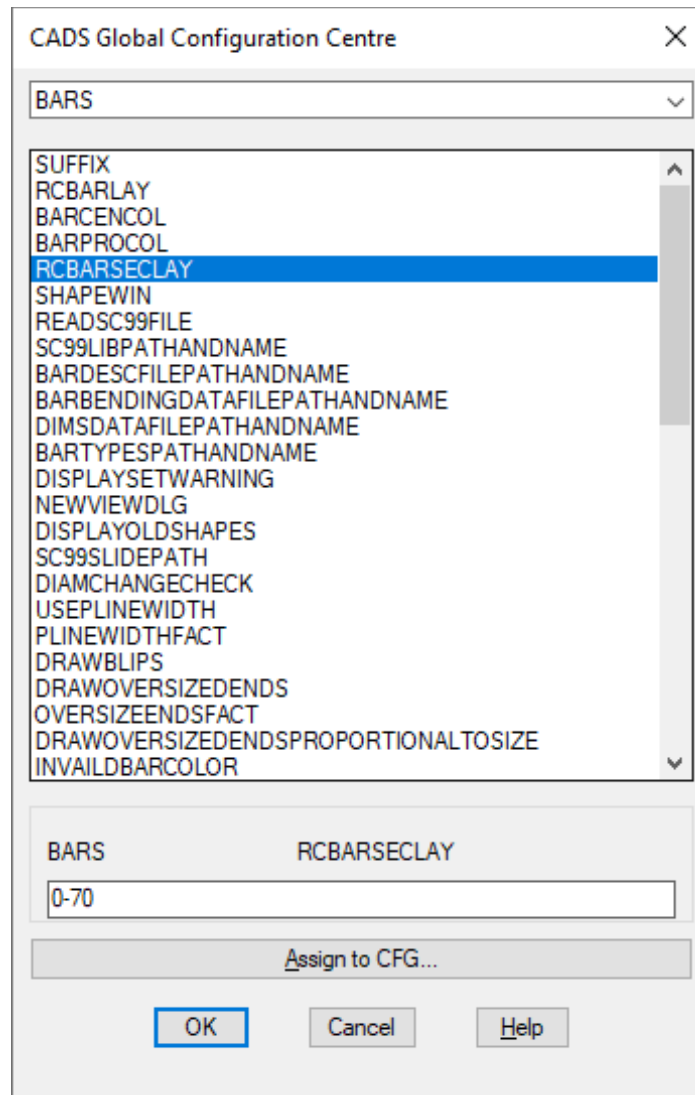 CADS Global Configuration Centre
BARS
SUFFIX
RCBARLAY
BARCENCOL
BARPROCOL
RCBARSECLAY
SHAPEWIN
READSC99FILE
SC99LIBPATHANDNAME
BARDESCFILEPATHANDNAME
BARBENDINGDATAFILEPATHANDNAME
DIMSDATAFILEPATHANDNAME
BARTYPESPATHANDNAME
DISPLAYSETWARNING
NEWVIEWDLG
DISPLAYOLDSHAPES
SC99SLIDEPATH
DIAMCHANGECHECK
USEPLINEWIDTH
PLINEWIDTHFACT
DRAWBLIPS
DRAWOVERSIZEDENDS
OVERSIZEENDSFACT
DRAWOVERSIZEDENDSPROPORTIONALTOSIZE
INVAILDBARCOLOR
BARS RCBARSECLAY
0-70
Assign to CFG...
OK Cancel Help